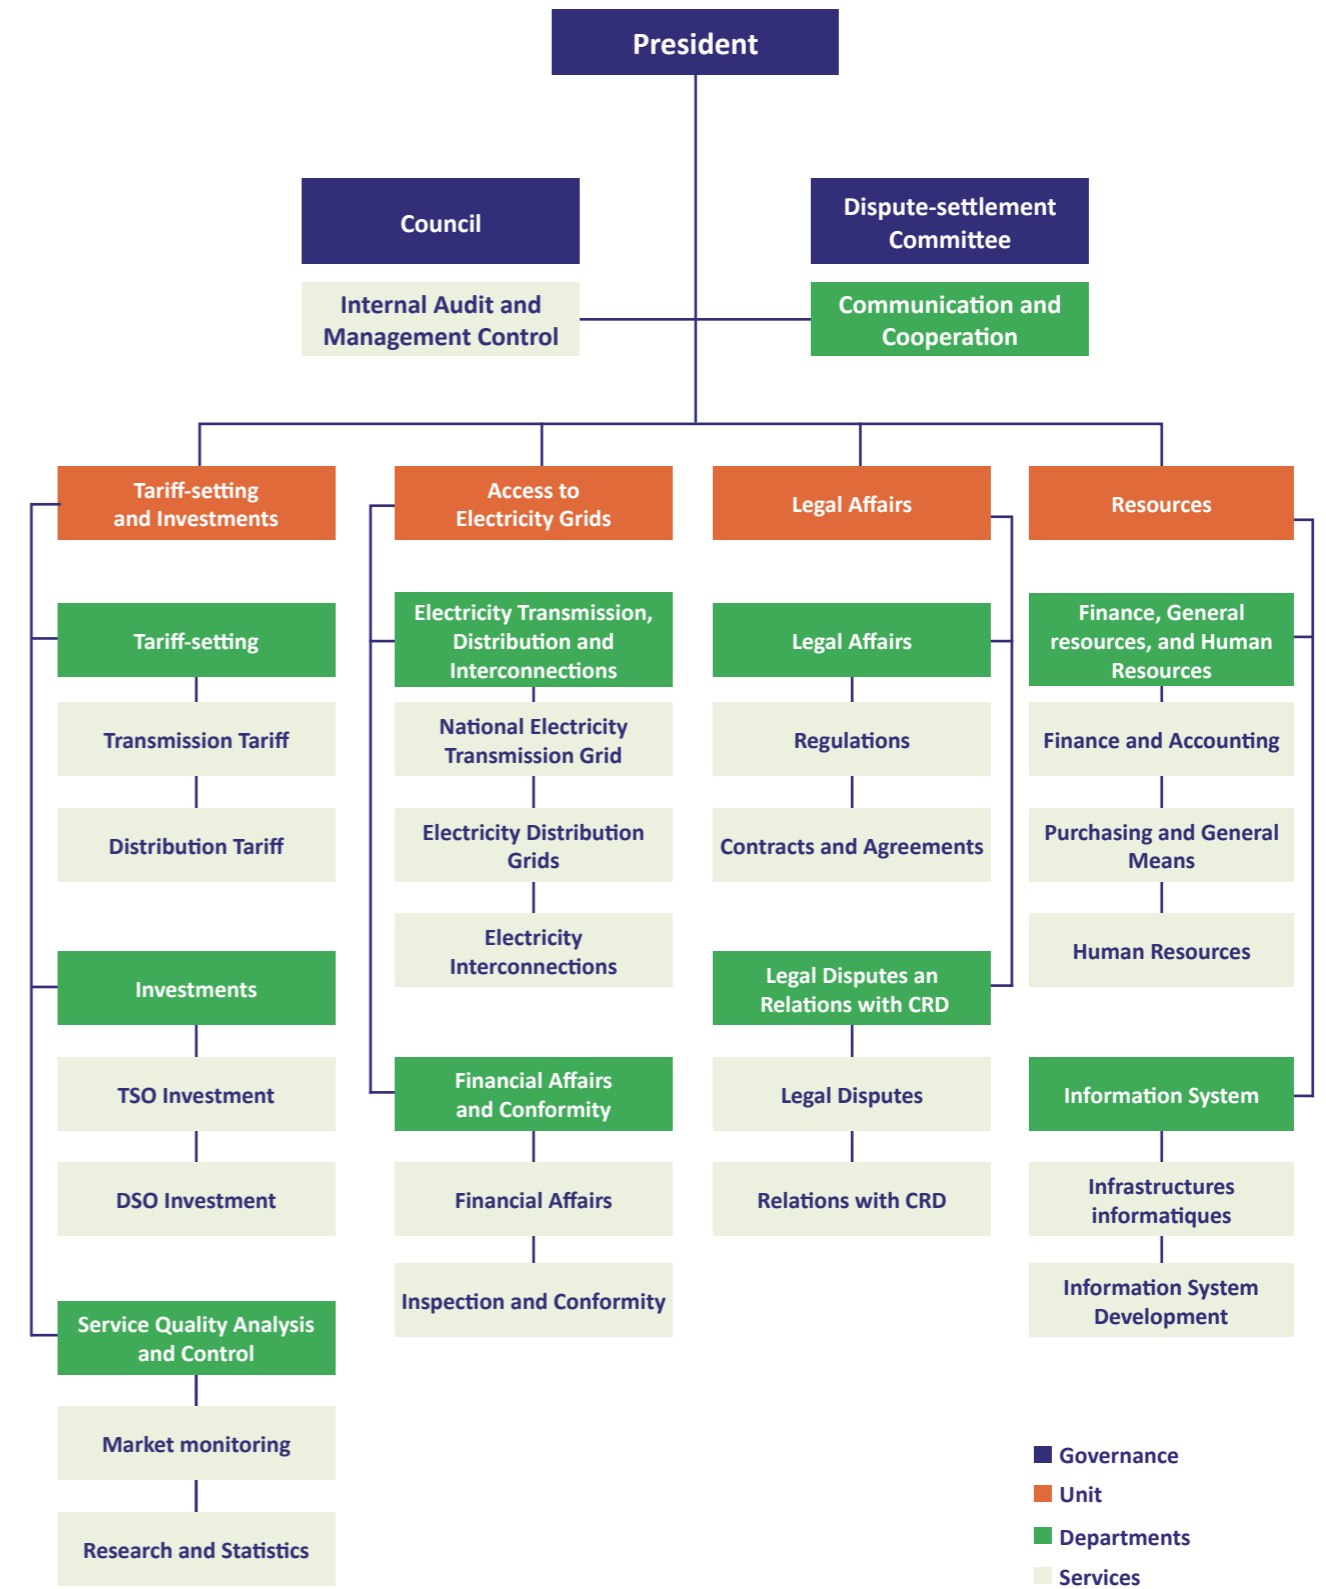 President
Council
Dispute-settlement
Committee
Internal Audit and
Management Control
Communication and
Cooperation
Tariff-setting
and Investments
Tariff-setting
Transmission Tariff
Distribution Tariff
Investments
TSO Investment
DSO Investment
Service Quality Analysis
and Control
Market monitoring
Research and Statistics
Access to
Electricity Grids
Electricity Transmission,
Distribution and
Interconnections
National Electricity
Transmission Grid
Electricity Distribution
Grids
Electricity
Interconnections
Financial Affairs
and Conformity
Financial Affairs
Inspection and Conformity
Legal Affairs
Legal Affairs
Regulations
Contracts and Agreements
Legal Disputes an
Relations with CRD
Legal Disputes
Relations with CRD
Resources
Finance, General
resources, and Human
Resources
Finance and Accounting
Purchasing and General
Means
Human Resources
Information System
Infrastructures
informatiques
Information System
Development
Governance
Unit
Departments
Services